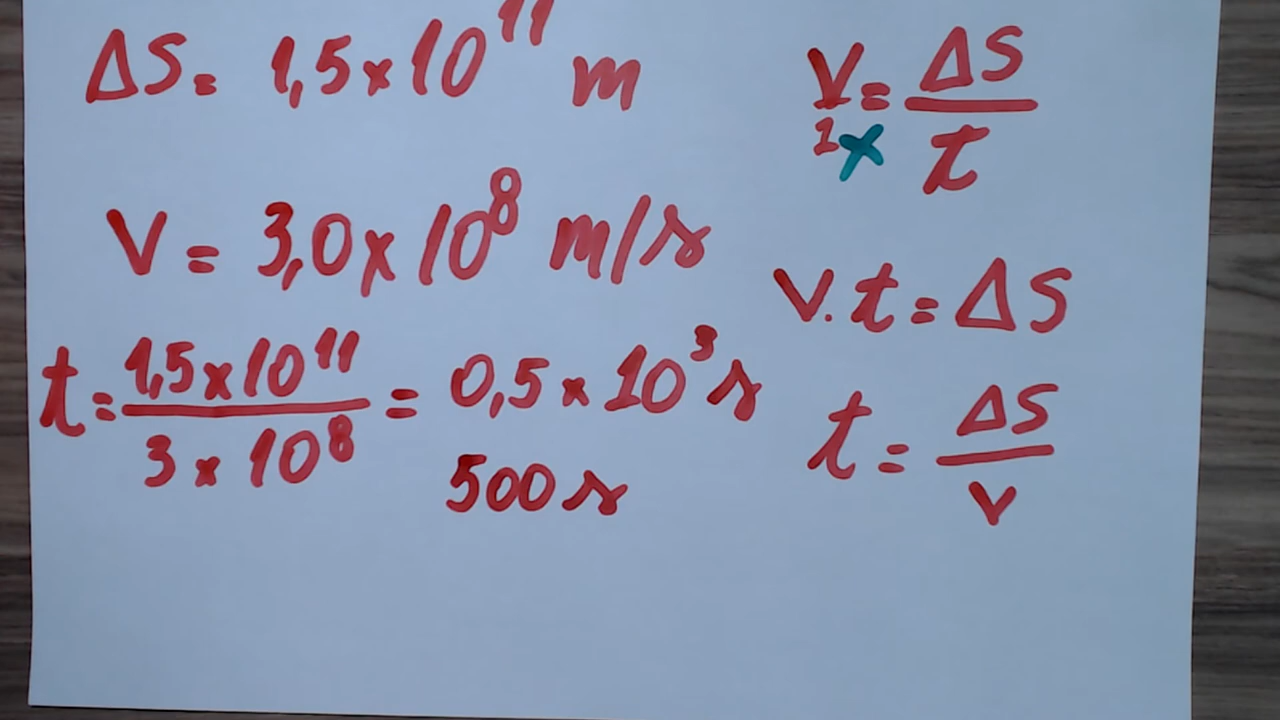 ΔS = 1,5 × 10¹¹ m
V = 3,0 × 10⁸ m/s
t = 1,5 × 10¹¹ / 3 × 10⁸ = 0,5 × 10³ s
500 s
V/1 × = ΔS/t
V . t = ΔS
t = ΔS/V